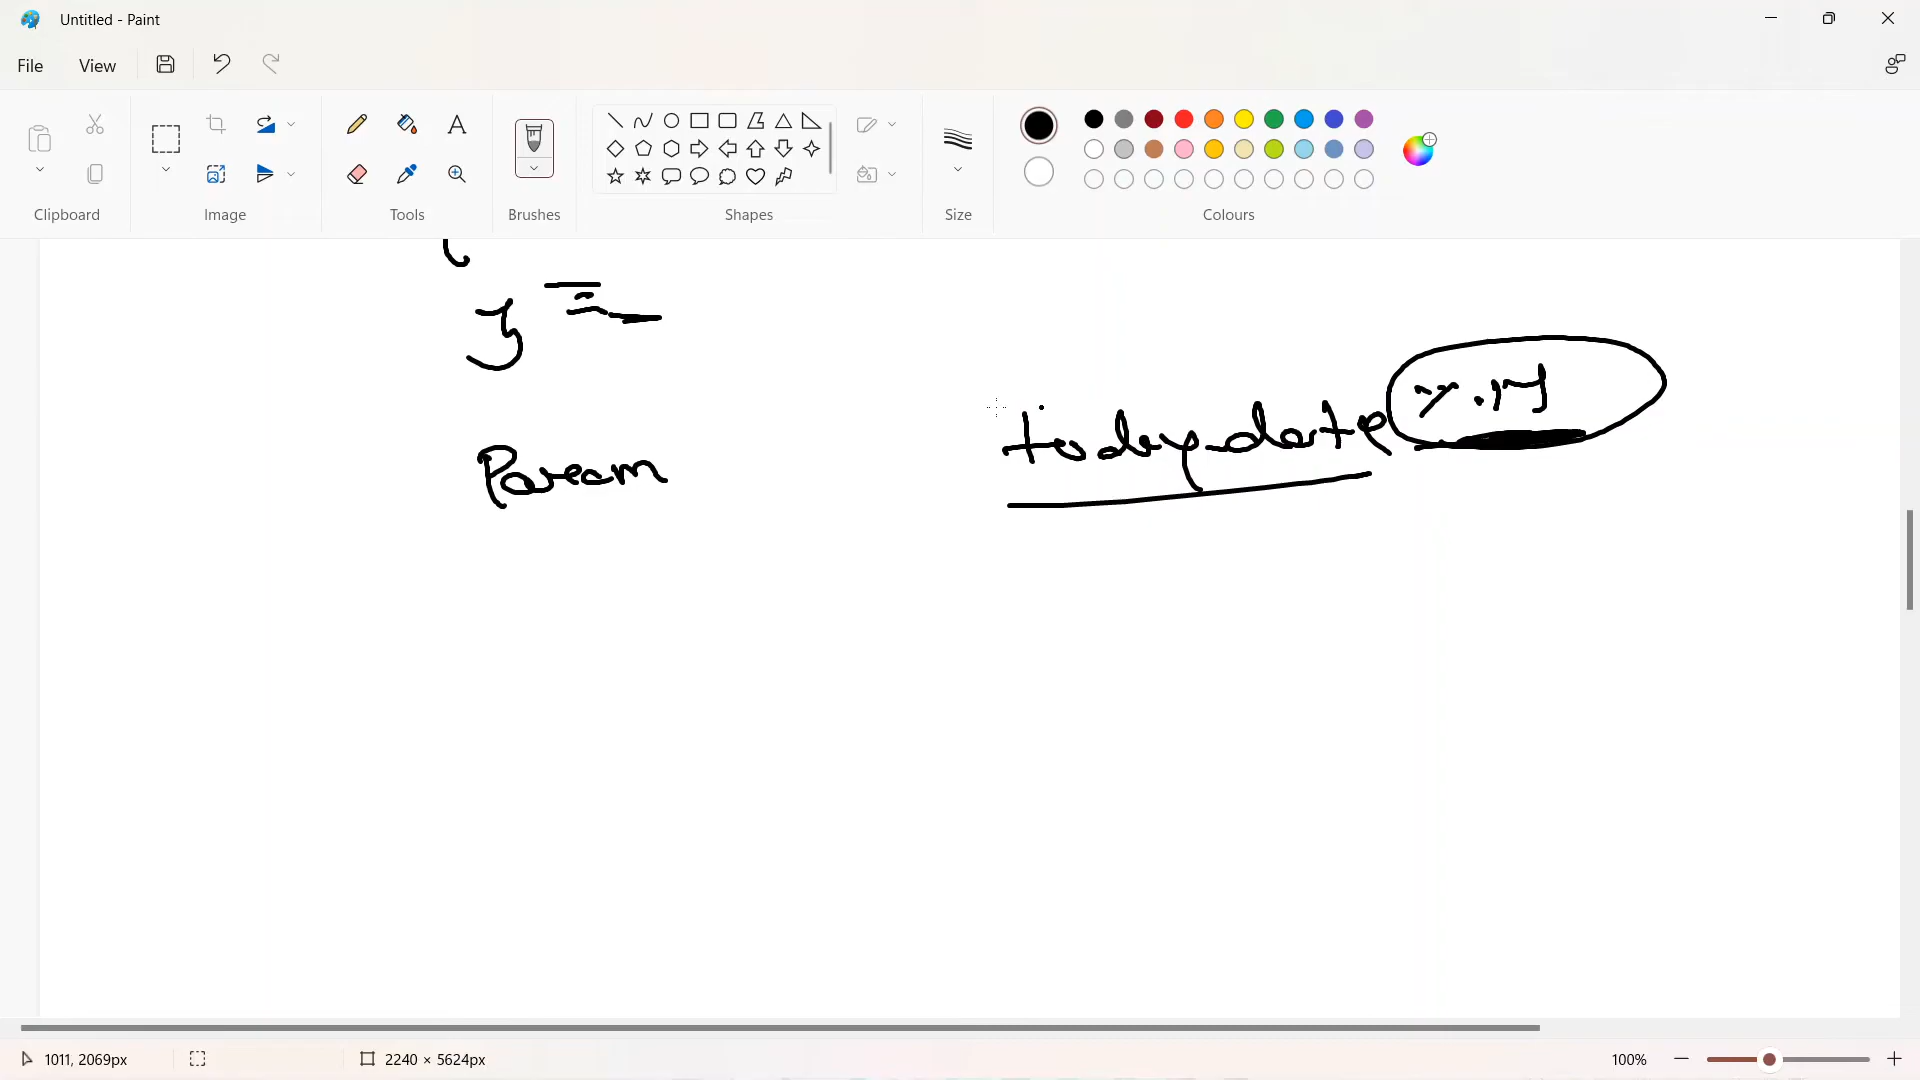 Untitled - Paint
File View
Clipboard Image Tools Brushes Shapes Size Colours
Param
today date
1011, 2069px 2240 × 5624px 100%